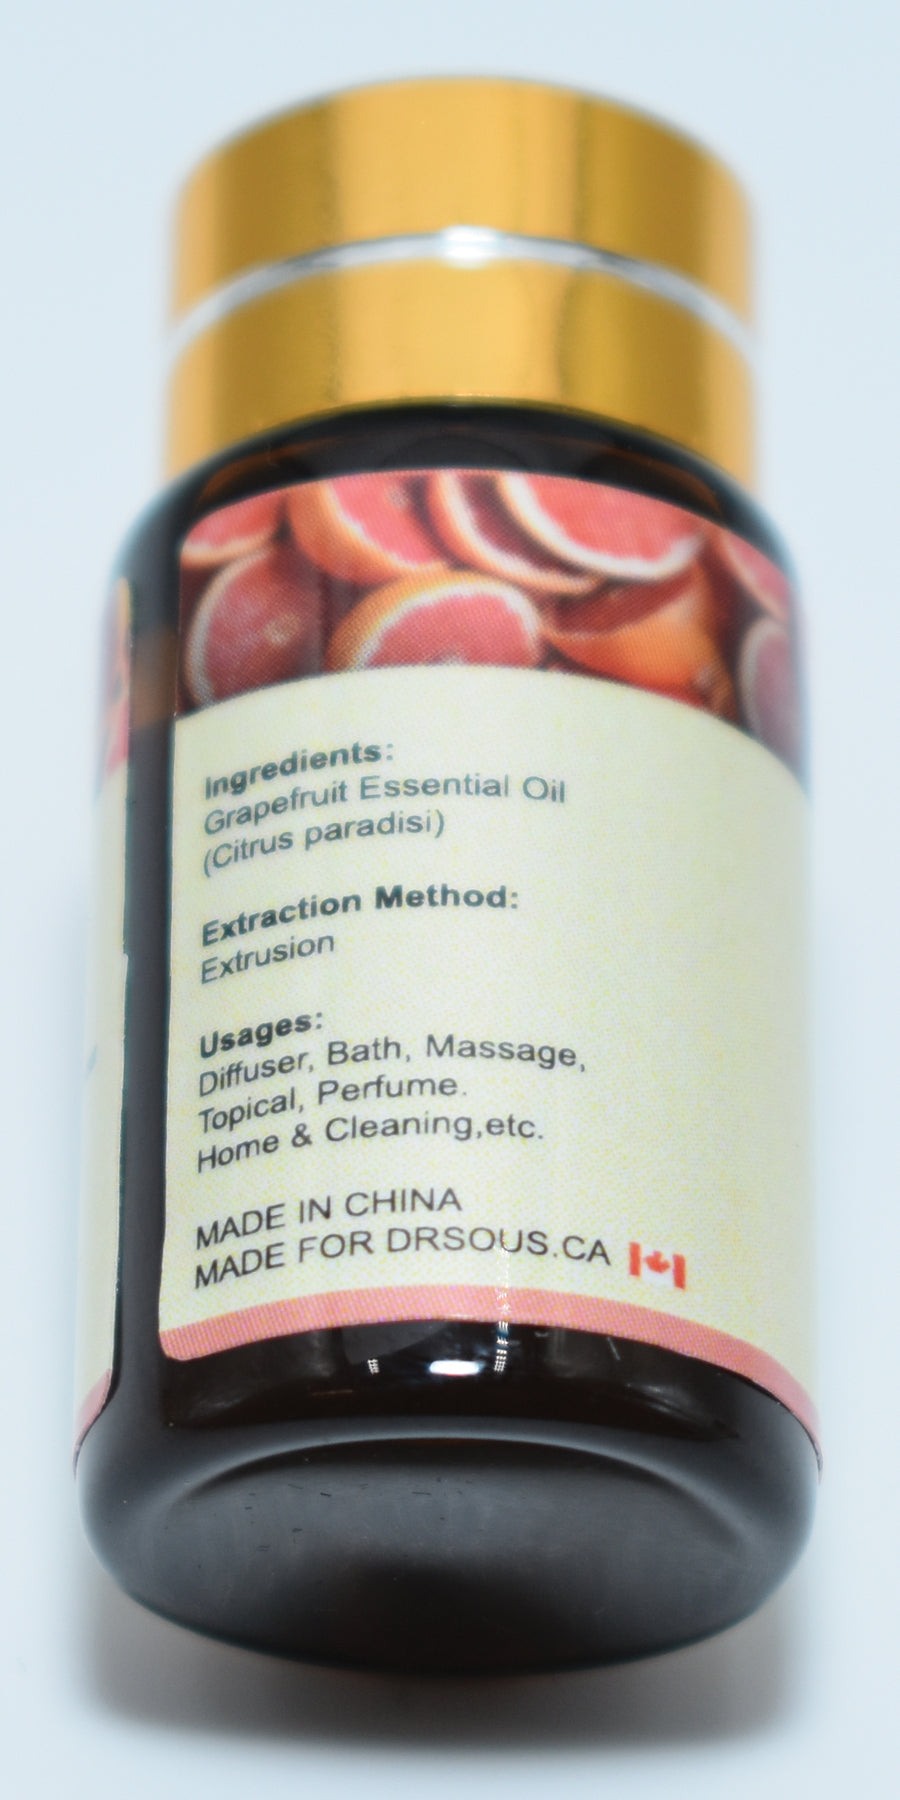 Ingredients:
Grapefruit Essential Oil
(Citrus paradisi)
Extraction Method:
Extrusion
Usages:
Diffuser, Bath, Massage,
Topical, Perfume.
Home & Cleaning,etc.
MADE IN CHINA
MADE FOR DRSOUS.CA